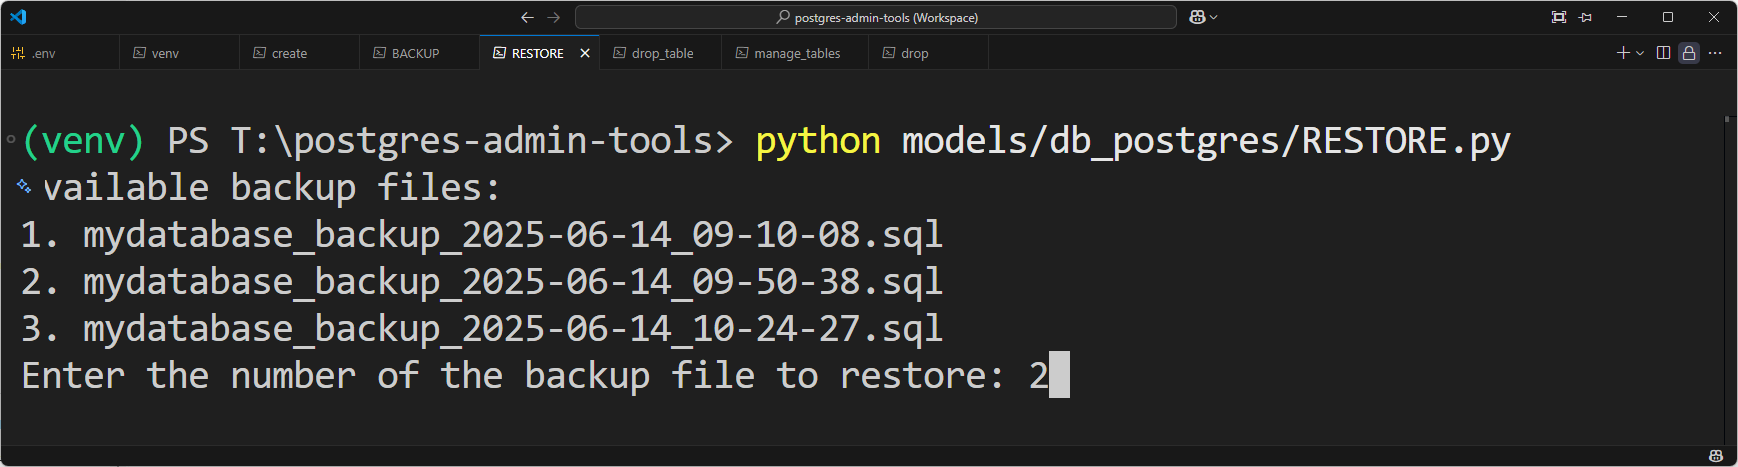 postgres-admin-tools (Workspace)
.env venv create BACKUP RESTORE drop_table manage_tables drop
(venv) PS T:\postgres-admin-tools> python models/db_postgres/RESTORE.py
vailable backup files:
1. mydatabase_backup_2025-06-14_09-10-08.sql
2. mydatabase_backup_2025-06-14_09-50-38.sql
3. mydatabase_backup_2025-06-14_10-24-27.sql
Enter the number of the backup file to restore: 2